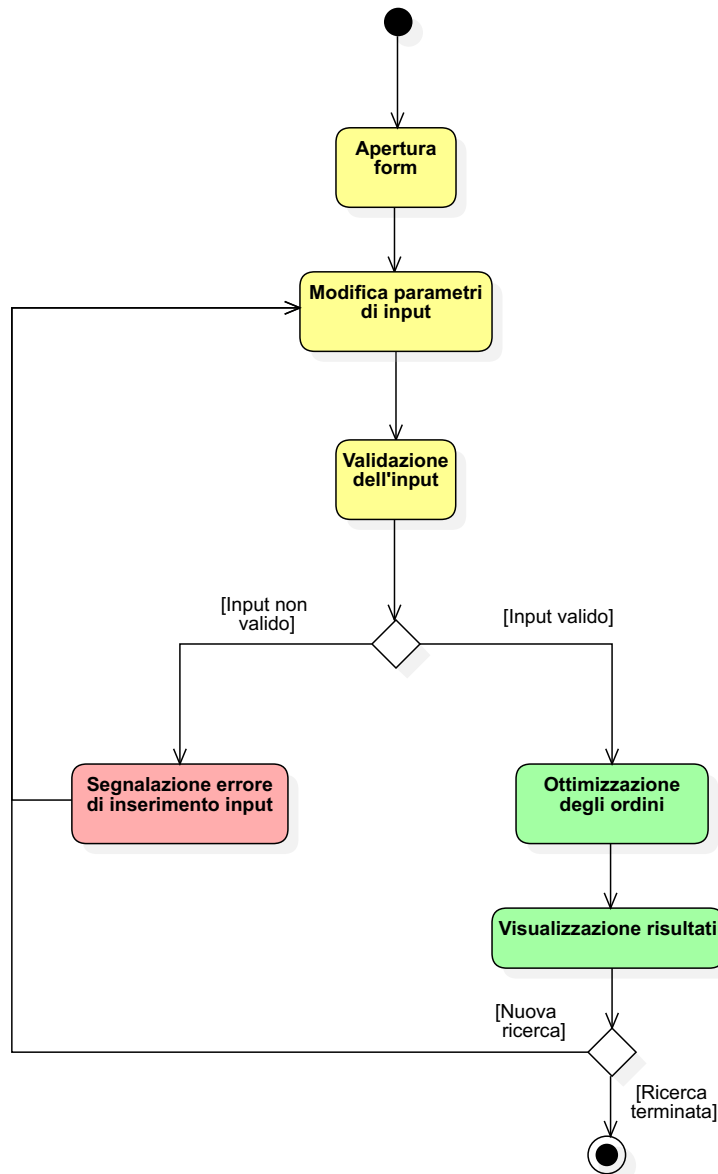 Apertura
form
Modifica parametri
di input
Validazione
dell'input
[Input non
valido]
[Input valido]
Segnalazione errore
di inserimento input
Ottimizzazione
degli ordini
Visualizzazione risultati
[Nuova
ricerca]
[Ricerca
terminata]